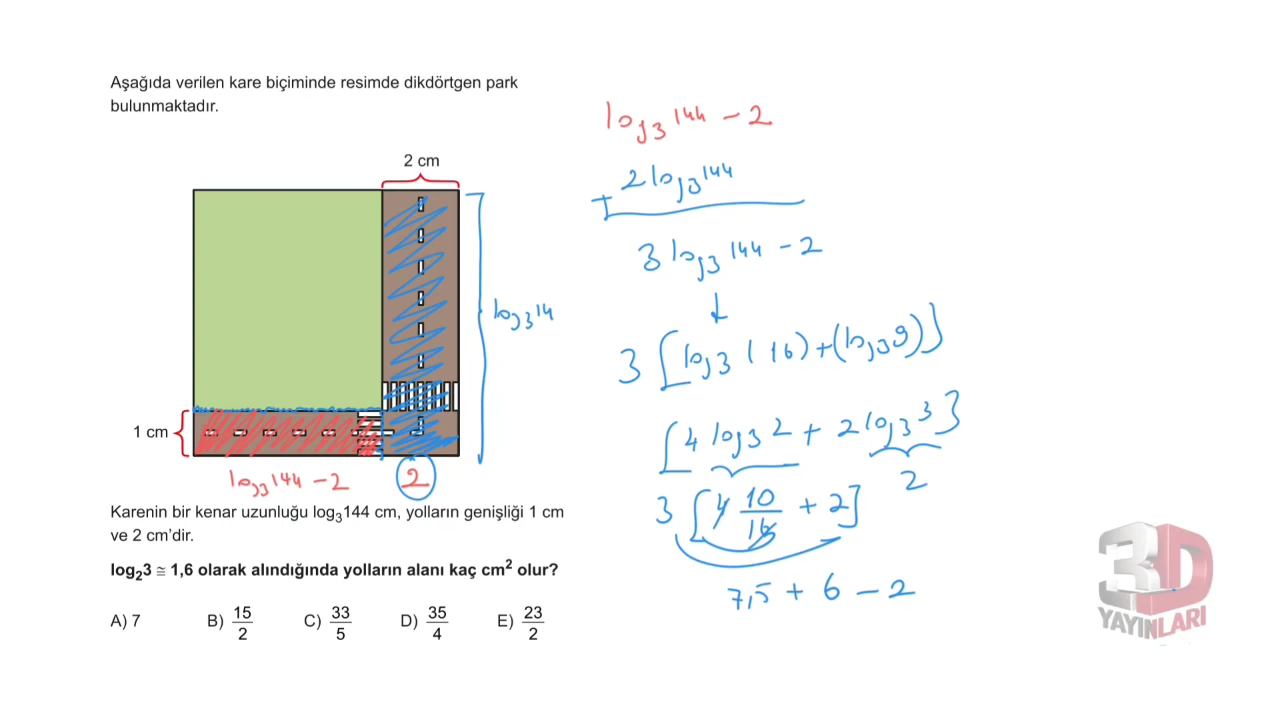 Aşağıda verilen kare biçiminde resimde dikdörtgen park
bulunmaktadır.
2 cm
1 cm
log₃14
log₃144 - 2
2
Karenin bir kenar uzunluğu log₃144 cm, yolların genişliği 1 cm
ve 2 cm'dir.
log₂3 ≅ 1,6 olarak alındığında yolların alanı kaç cm² olur?
A) 7 B) 15/2 C) 33/5 D) 35/4 E) 23/2
log₃144 - 2
+ 2log₃144
3log₃144 - 2
↓
3[log₃(16)+(log₃9)]
[4log₃2 + 2log₃3]
2
3[4 10/16 + 2]
7,5 + 6 - 2
3D
YAYINLARI